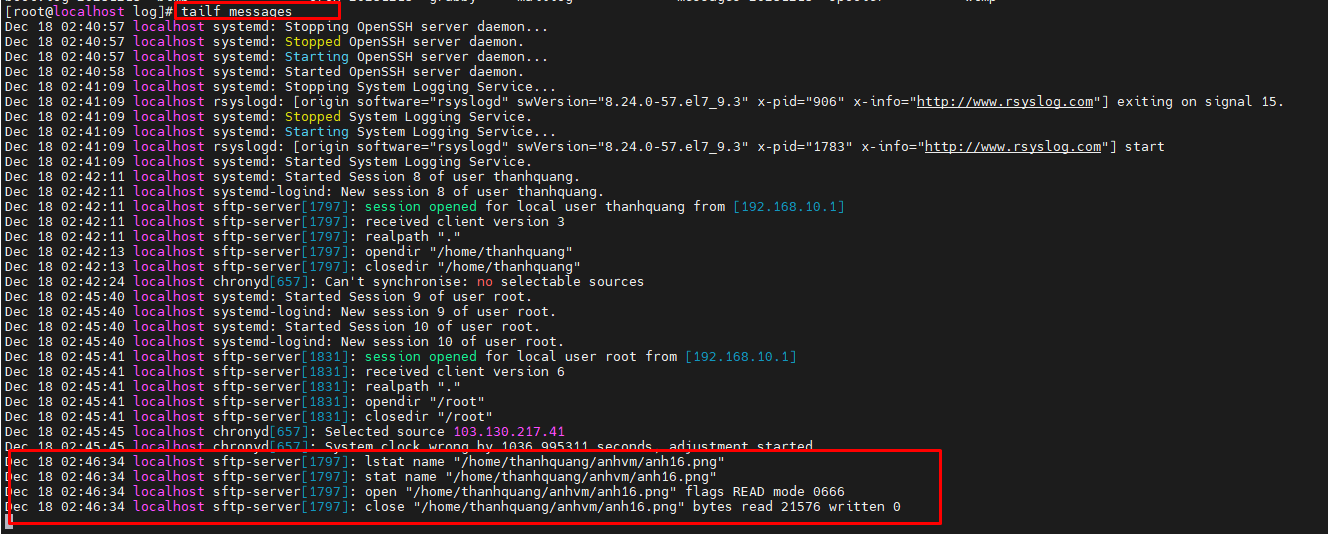 [root@localhost log]# tailf messages
Dec 18 02:40:57 localhost systemd: Stopping OpenSSH server daemon...
Dec 18 02:40:57 localhost systemd: Stopped OpenSSH server daemon.
Dec 18 02:40:57 localhost systemd: Starting OpenSSH server daemon...
Dec 18 02:40:58 localhost systemd: Started OpenSSH server daemon.
Dec 18 02:41:09 localhost systemd: Stopping System Logging Service...
Dec 18 02:41:09 localhost rsyslogd: [origin software="rsyslogd" swVersion="8.24.0-57.el7_9.3" x-pid="906" x-info="http://www.rsyslog.com"] exiting on signal 15.
Dec 18 02:41:09 localhost systemd: Stopped System Logging Service.
Dec 18 02:41:09 localhost systemd: Starting System Logging Service...
Dec 18 02:41:09 localhost rsyslogd: [origin software="rsyslogd" swVersion="8.24.0-57.el7_9.3" x-pid="1783" x-info="http://www.rsyslog.com"] start
Dec 18 02:41:09 localhost systemd: Started System Logging Service.
Dec 18 02:42:11 localhost systemd: Started Session 8 of user thanhquang.
Dec 18 02:42:11 localhost systemd-logind: New session 8 of user thanhquang.
Dec 18 02:42:11 localhost sftp-server[1797]: session opened for local user thanhquang from [192.168.10.1]
Dec 18 02:42:11 localhost sftp-server[1797]: received client version 3
Dec 18 02:42:11 localhost sftp-server[1797]: realpath "."
Dec 18 02:42:13 localhost sftp-server[1797]: opendir "/home/thanhquang"
Dec 18 02:42:13 localhost sftp-server[1797]: closedir "/home/thanhquang"
Dec 18 02:42:24 localhost chronyd[657]: Can't synchronise: no selectable sources
Dec 18 02:45:40 localhost systemd: Started Session 9 of user root.
Dec 18 02:45:40 localhost systemd-logind: New session 9 of user root.
Dec 18 02:45:40 localhost systemd: Started Session 10 of user root.
Dec 18 02:45:40 localhost systemd-logind: New session 10 of user root.
Dec 18 02:45:41 localhost sftp-server[1831]: session opened for local user root from [192.168.10.1]
Dec 18 02:45:41 localhost sftp-server[1831]: received client version 6
Dec 18 02:45:41 localhost sftp-server[1831]: realpath "."
Dec 18 02:45:41 localhost sftp-server[1831]: opendir "/root"
Dec 18 02:45:41 localhost sftp-server[1831]: closedir "/root"
Dec 18 02:45:45 localhost chronyd[657]: Selected source 103.130.217.41
Dec 18 02:45:45 localhost chronyd[657]: System clock wrong by 1036.995311 seconds, adjustment started
Dec 18 02:46:34 localhost sftp-server[1797]: lstat name "/home/thanhquang/anhvm/anh16.png"
Dec 18 02:46:34 localhost sftp-server[1797]: stat name "/home/thanhquang/anhvm/anh16.png"
Dec 18 02:46:34 localhost sftp-server[1797]: open "/home/thanhquang/anhvm/anh16.png" flags READ mode 0666
Dec 18 02:46:34 localhost sftp-server[1797]: close "/home/thanhquang/anhvm/anh16.png" bytes read 21576 written 0